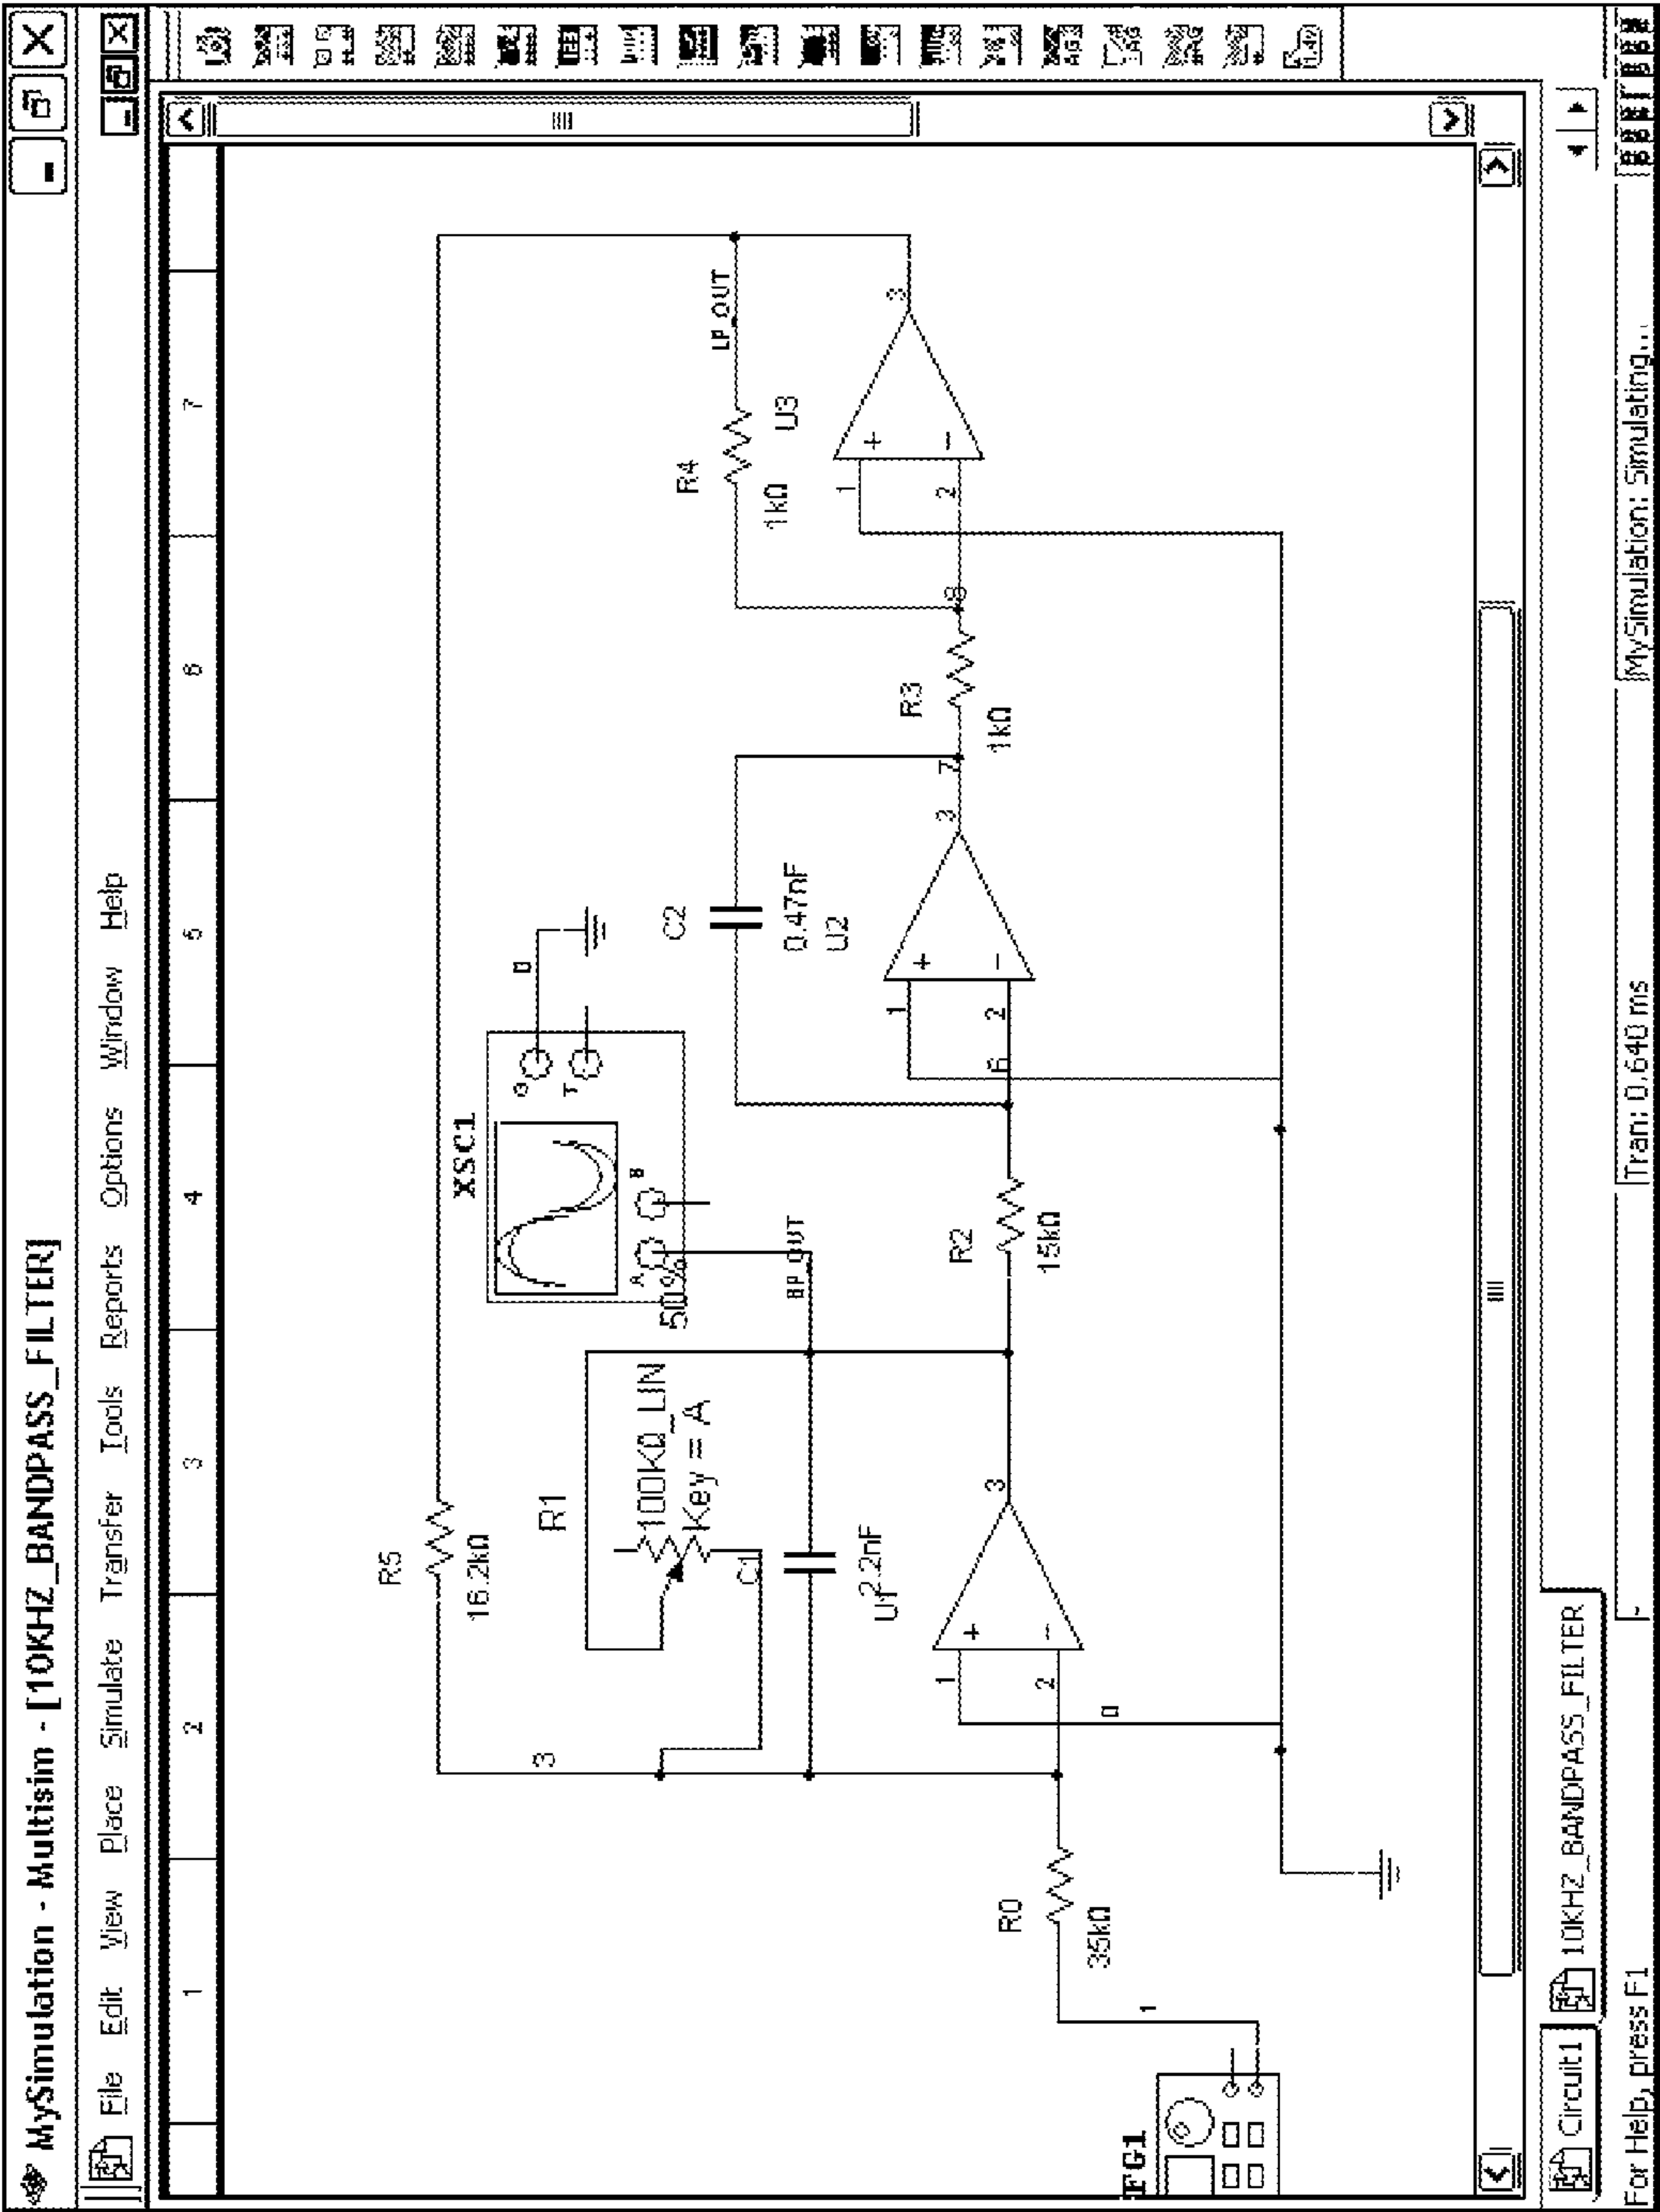 MySimulation - Multisim - [10KHZ_BANDPASS_FILTER]
File Edit View Place Simulate Transfer Tools Reports Options Window Help
1 2 3 4 5 6 7
R5
16.2kΩ
XSC1
G
T
A
B
0
3
R1
100KΩ_LIN
Key = A
50%
C1
2.2nF
U1
BP_OUT
C2
0.47nF
U2
R4
1kΩ
LP_OUT
U3
R0
35kΩ
1
2
3
0
R2
15kΩ
6
1
2
3
7
R3
1kΩ
8
1
2
3
1
FG1
Circuit1
10KHZ_BANDPASS_FILTER
For Help, press F1
Tran: 0.640 ms
MySimulation: Simulating...